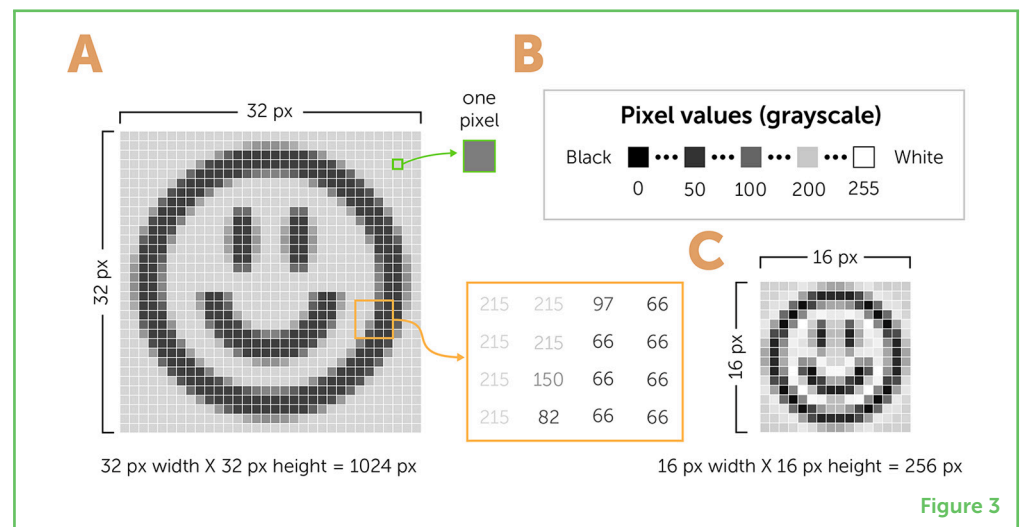 A
32 px
32 px
one
pixel
215 215 97 66
215 215 66 66
215 150 66 66
215 82 66 66
32 px width X 32 px height = 1024 px
B
Pixel values (grayscale)
Black ••• ••• ••• ••• White
0 50 100 200 255
C
16 px
16 px
16 px width X 16 px height = 256 px
Figure 3